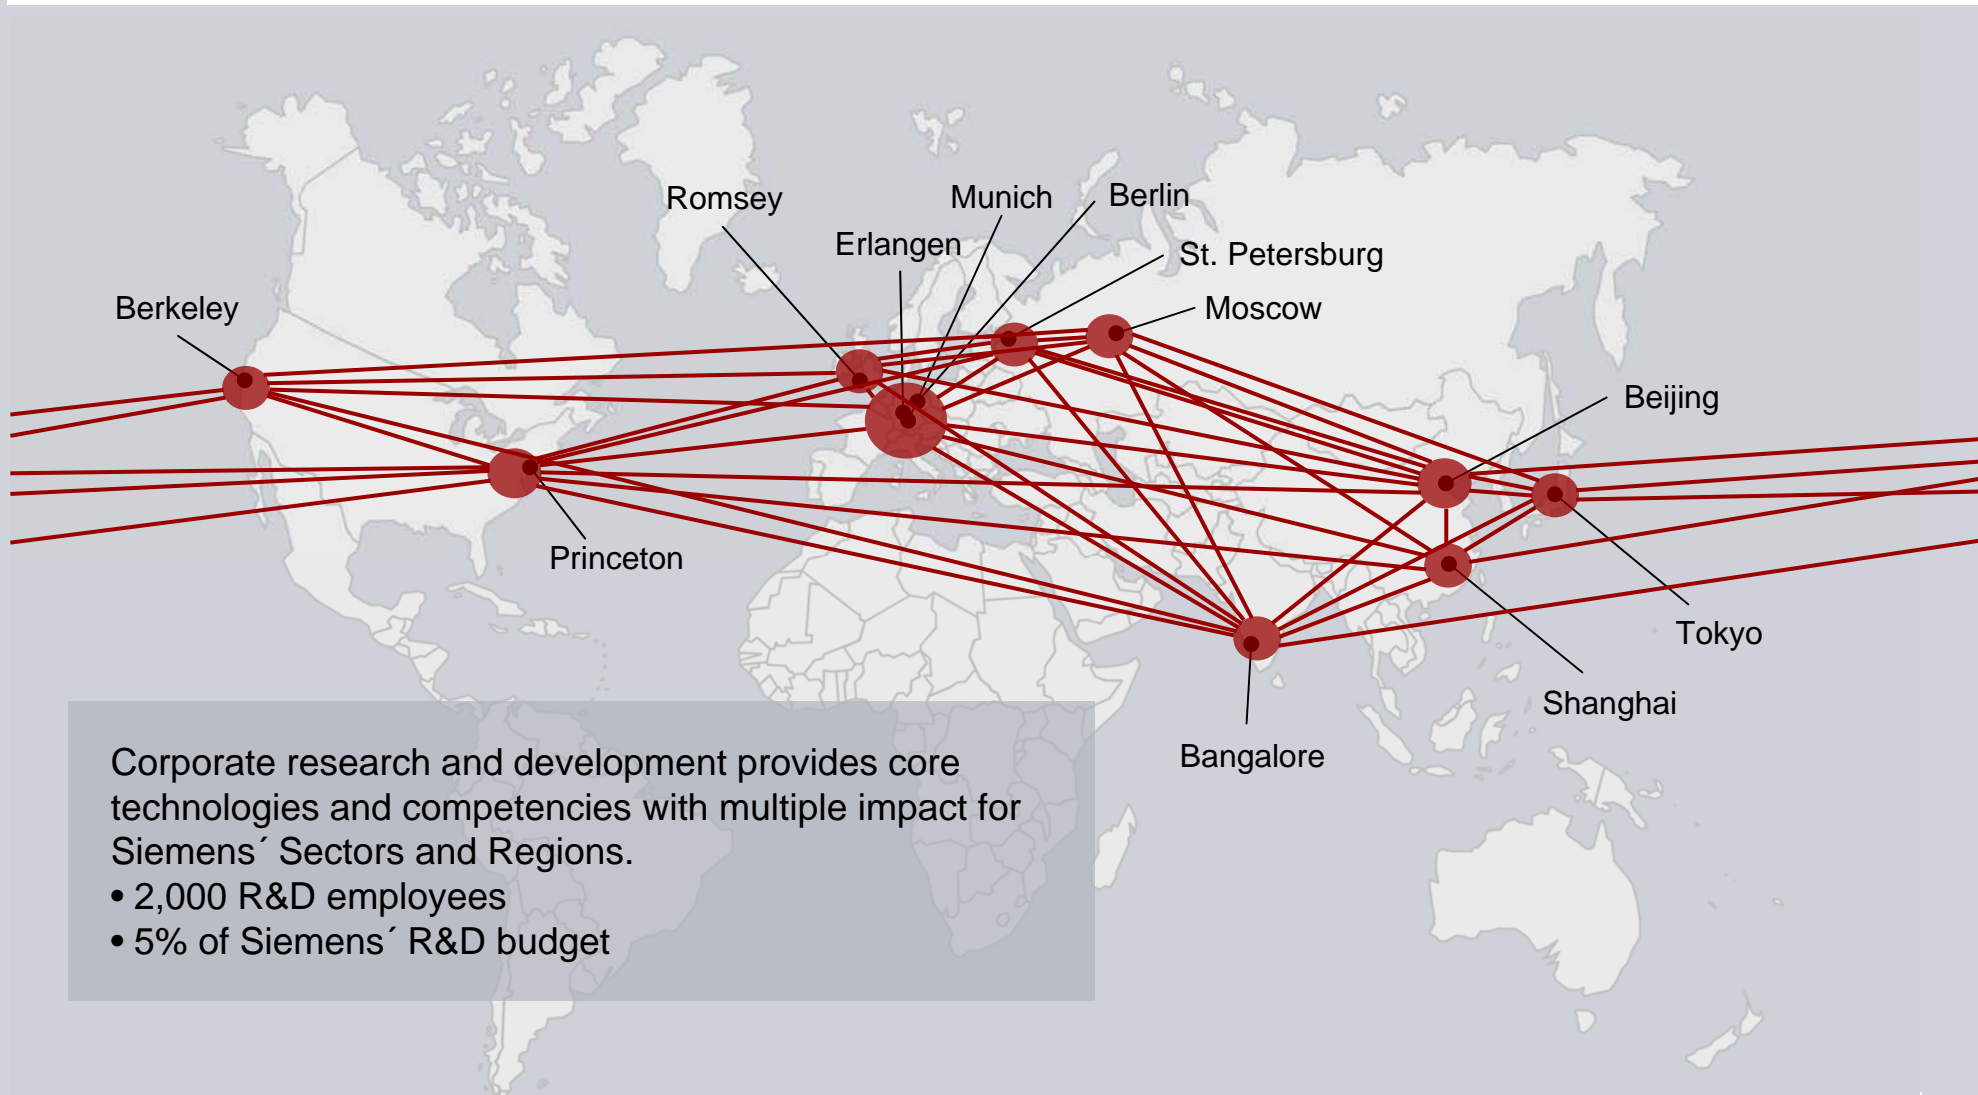 Romsey
Munich
Berlin
Erlangen
St. Petersburg
Berkeley
Moscow
Beijing
Princeton
Tokyo
Shanghai
Bangalore
Corporate research and development provides core
technologies and competencies with multiple impact for
Siemens´ Sectors and Regions.
• 2,000 R&D employees
• 5% of Siemens´ R&D budget